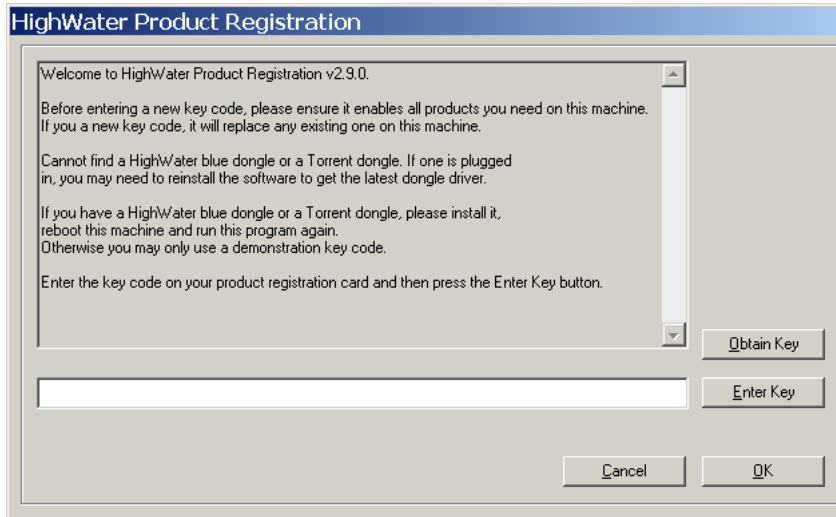 HighWater Product Registration
Welcome to HighWater Product Registration v2.9.0.
Before entering a new key code, please ensure it enables all products you need on this machine.
If you a new key code, it will replace any existing one on this machine.
Cannot find a HighWater blue dongle or a Torrent dongle. If one is plugged
in, you may need to reinstall the software to get the latest dongle driver.
If you have a HighWater blue dongle or a Torrent dongle, please install it,
reboot this machine and run this program again.
Otherwise you may only use a demonstration key code.
Enter the key code on your product registration card and then press the Enter Key button.
Obtain Key
Enter Key
Cancel
OK